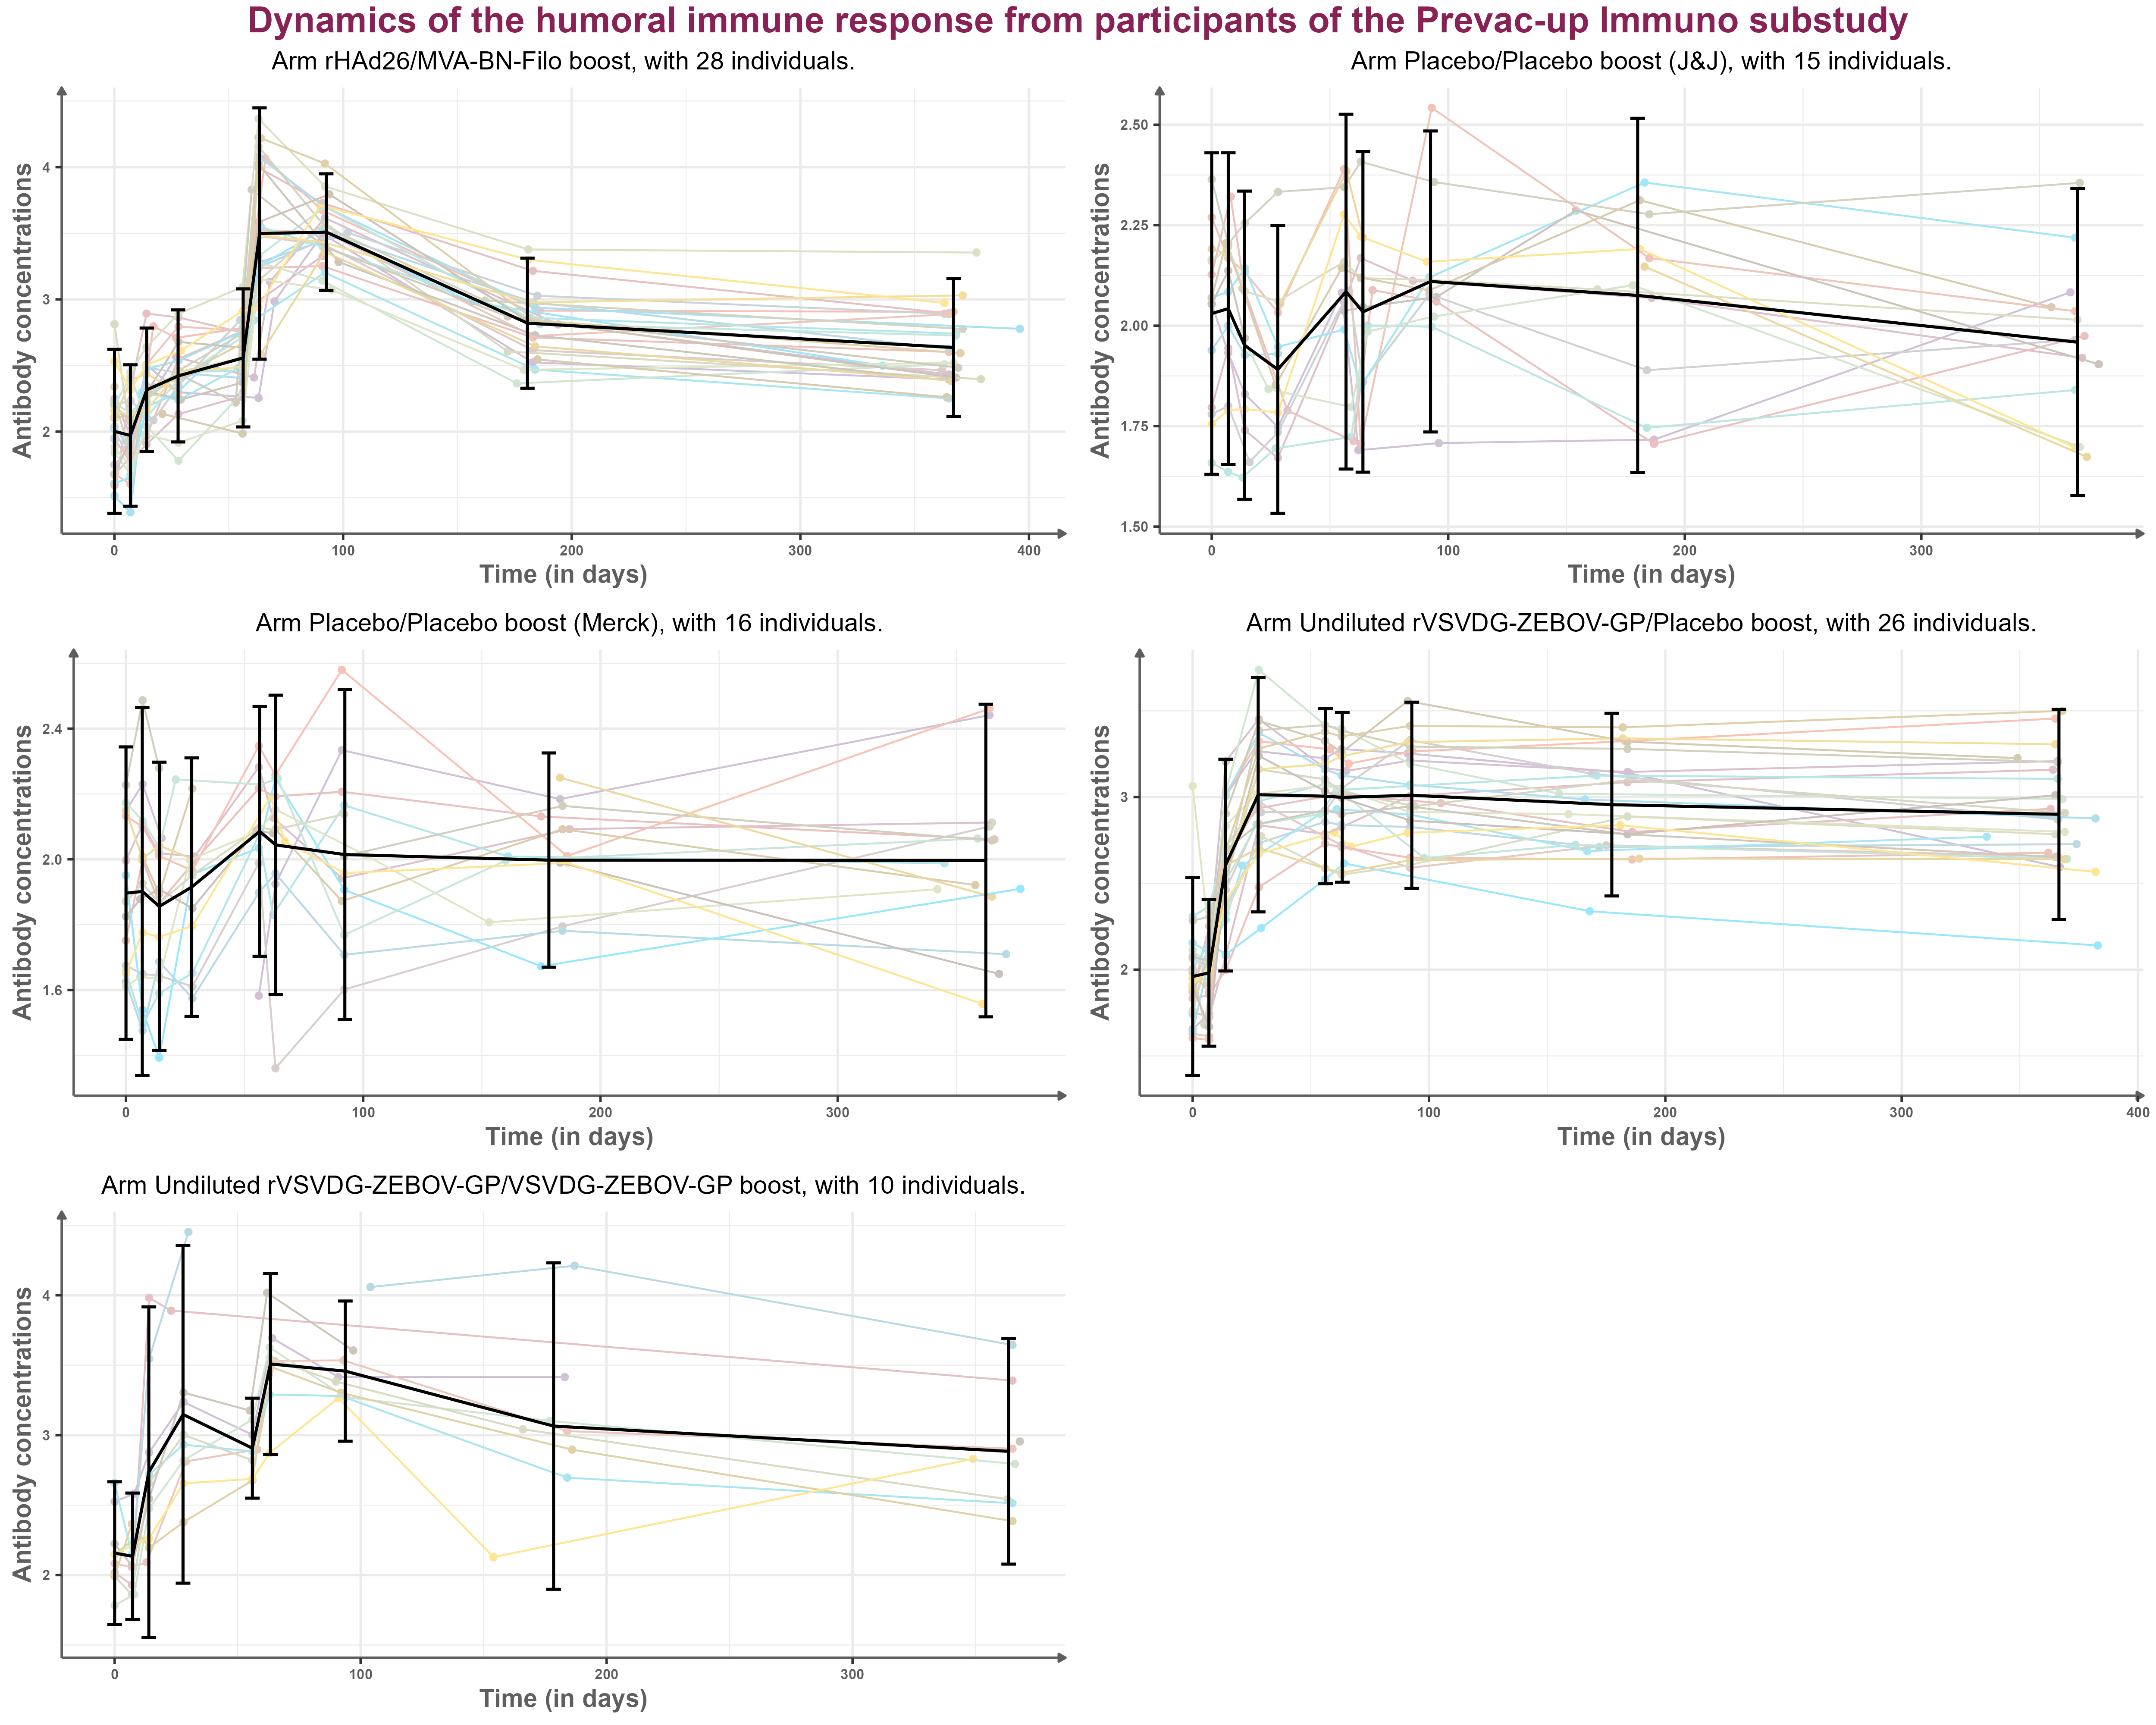 Dynamics of the humoral immune response from participants of the Prevac-up Immuno substudy
Arm rHAd26/MVA-BN-Filo boost, with 28 individuals.
Antibody concentrations
4
3
2
0 100 200 300 400
Time (in days)
Arm Placebo/Placebo boost (J&J), with 15 individuals.
Antibody concentrations
2.50
2.25
2.00
1.75
1.50
0 100 200 300
Time (in days)
Arm Placebo/Placebo boost (Merck), with 16 individuals.
Antibody concentrations
2.4
2.0
1.6
0 100 200 300
Time (in days)
Arm Undiluted rVSVDG-ZEBOV-GP/Placebo boost, with 26 individuals.
Antibody concentrations
3
2
0 100 200 300 400
Time (in days)
Arm Undiluted rVSVDG-ZEBOV-GP/VSVDG-ZEBOV-GP boost, with 10 individuals.
Antibody concentrations
4
3
2
0 100 200 300
Time (in days)